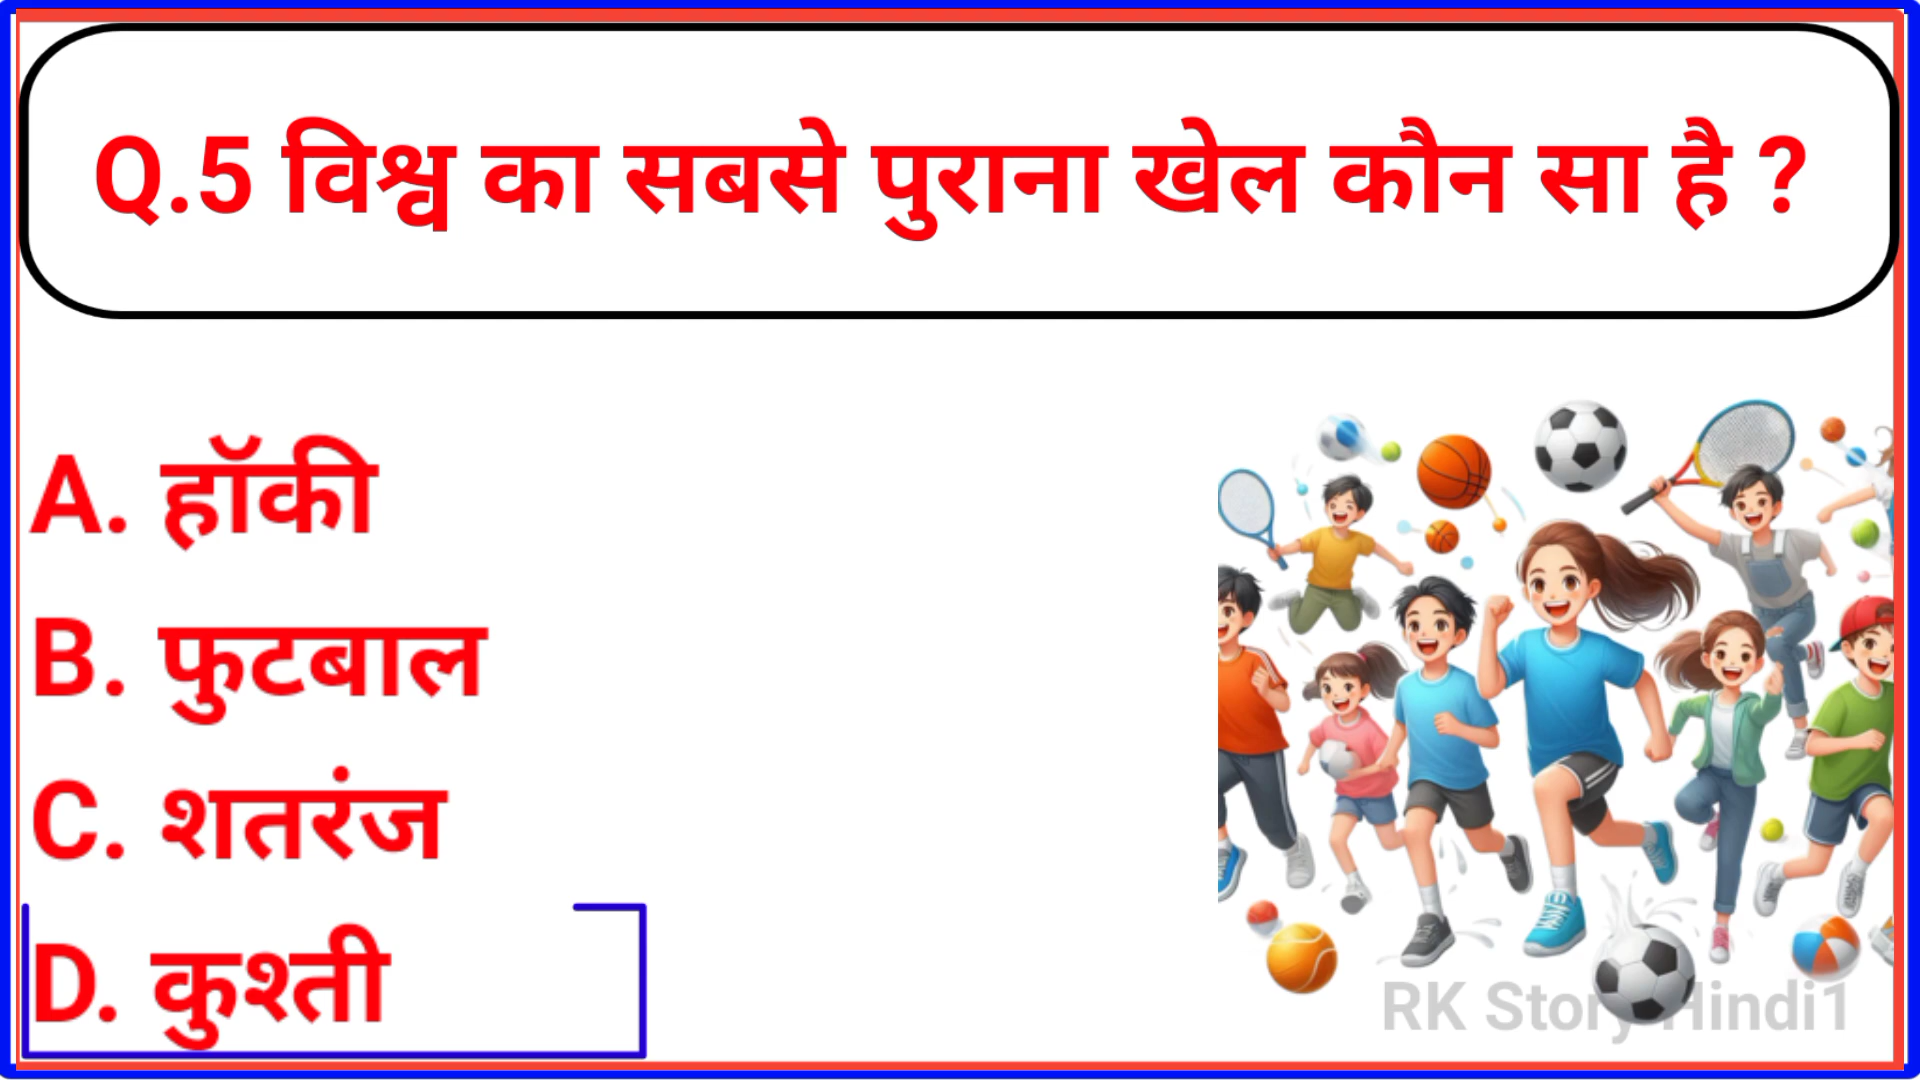 Q.5 विश्व का सबसे पुराना खेल कौन सा है ?
A. हॉकी
B. फुटबाल
C. शतरंज
D. कुश्ती
RK Story Hindi1